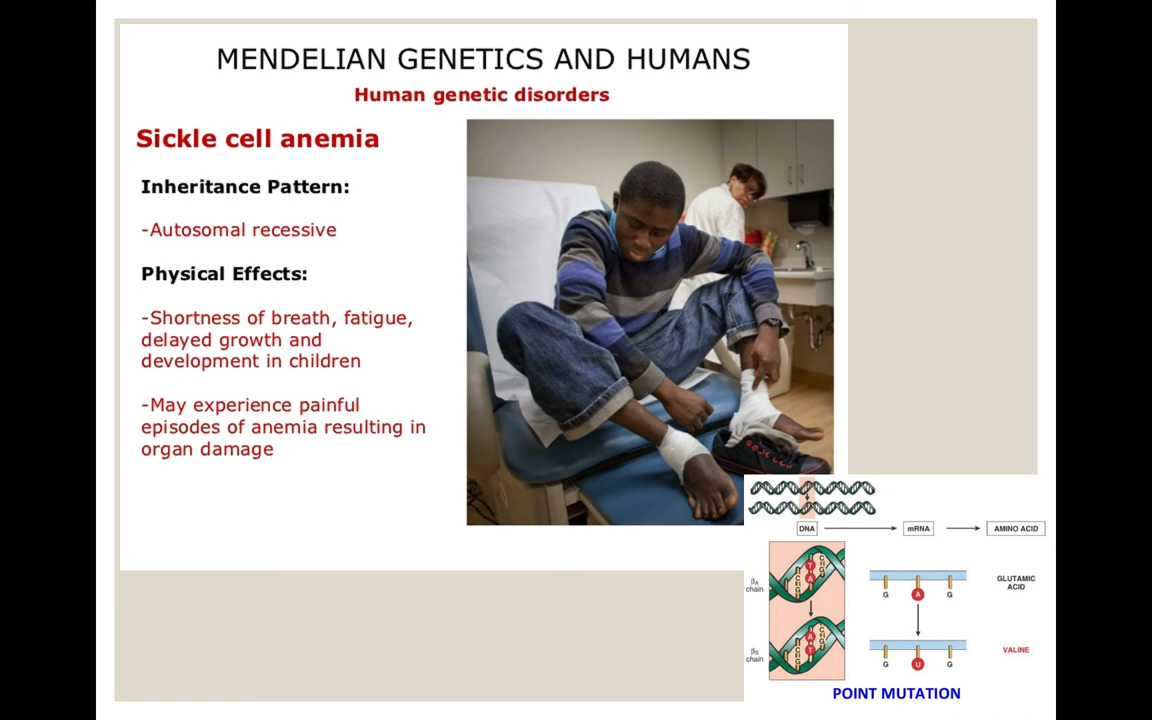 MENDELIAN GENETICS AND HUMANS
Human genetic disorders
Sickle cell anemia
Inheritance Pattern:
-Autosomal recessive
Physical Effects:
-Shortness of breath, fatigue,
delayed growth and
development in children
-May experience painful
episodes of anemia resulting in
organ damage
DNA
mRNA
AMINO ACID
βA
chain
T
A
C
G
C
G
G
A
G
GLUTAMIC
ACID
βS
chain
A
T
C
G
C
G
G
U
G
VALINE
POINT MUTATION